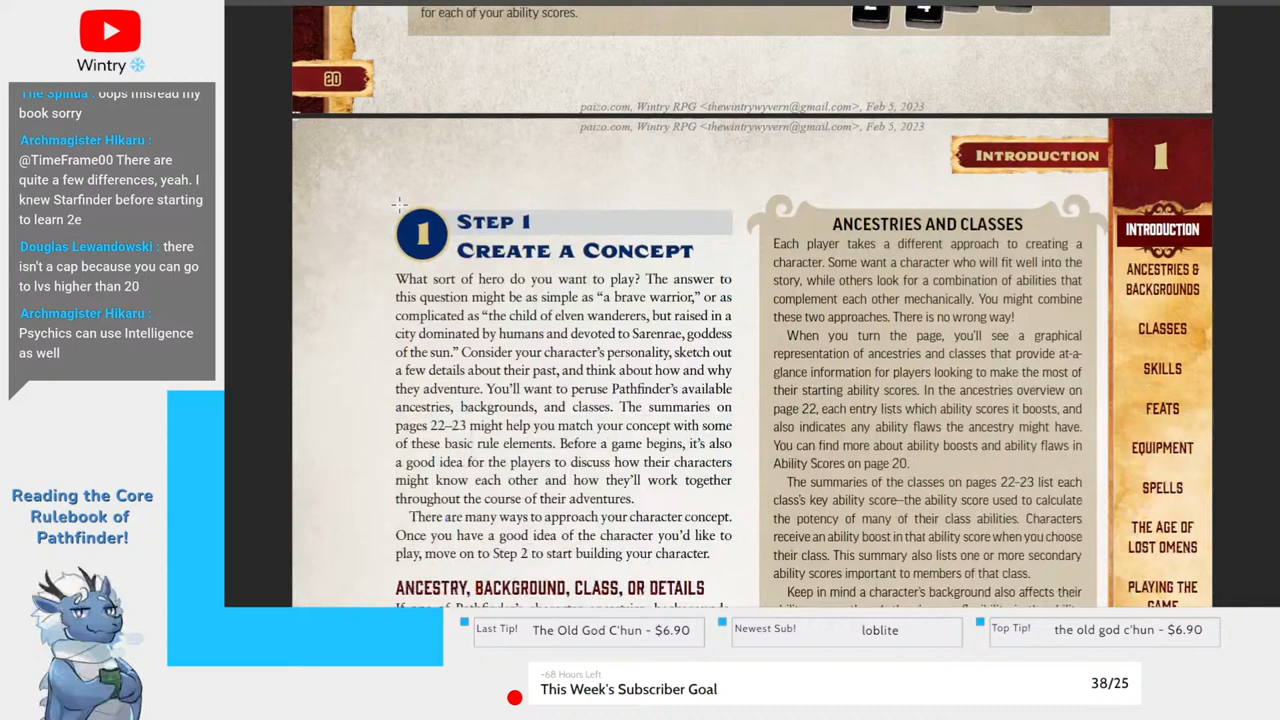 Wintry
The Spinda : oops misread my
book sorry
Archmagister Hikaru :
@TimeFrame00 There are
quite a few differences, yeah. I
knew Starfinder before starting
to learn 2e
Douglas Lewandowski : there
isn't a cap because you can go
to lvs higher than 20
Archmagister Hikaru :
Psychics can use Intelligence
as well
Reading the Core
Rulebook of
Pathfinder!
for each of your ability scores.
20
paizo.com, Wintry RPG <thewintrywyvern@gmail.com>, Feb 5, 2023
paizo.com, Wintry RPG <thewintrywyvern@gmail.com>, Feb 5, 2023
INTRODUCTION
1
1
STEP 1
CREATE A CONCEPT
What sort of hero do you want to play? The answer to
this question might be as simple as “a brave warrior,” or as
complicated as “the child of elven wanderers, but raised in a
city dominated by humans and devoted to Sarenrae, goddess
of the sun.” Consider your character’s personality, sketch out
a few details about their past, and think about how and why
they adventure. You’ll want to peruse Pathfinder’s available
ancestries, backgrounds, and classes. The summaries on
pages 22–23 might help you match your concept with some
of these basic rule elements. Before a game begins, it’s also
a good idea for the players to discuss how their characters
might know each other and how they’ll work together
throughout the course of their adventures.
There are many ways to approach your character concept.
Once you have a good idea of the character you’d like to
play, move on to Step 2 to start building your character.
ANCESTRY, BACKGROUND, CLASS, OR DETAILS
ANCESTRIES AND CLASSES
Each player takes a different approach to creating a
character. Some want a character who will fit well into the
story, while others look for a combination of abilities that
complement each other mechanically. You might combine
these two approaches. There is no wrong way!
When you turn the page, you’ll see a graphical
representation of ancestries and classes that provide at-a-
glance information for players looking to make the most of
their starting ability scores. In the ancestries overview on
page 22, each entry lists which ability scores it boosts, and
also indicates any ability flaws the ancestry might have.
You can find more about ability boosts and ability flaws in
Ability Scores on page 20.
The summaries of the classes on pages 22-23 list each
class’s key ability score—the ability score used to calculate
the potency of many of their class abilities. Characters
receive an ability boost in that ability score when you choose
their class. This summary also lists one or more secondary
ability scores important to members of that class.
Keep in mind a character’s background also affects their
INTRODUCTION
ANCESTRIES &
BACKGROUNDS
CLASSES
SKILLS
FEATS
EQUIPMENT
SPELLS
THE AGE OF
LOST OMENS
PLAYING THE
GAME
Last Tip! The Old God C'hun - $6.90
Newest Sub! loblite
Top Tip! the old god c'hun - $6.90
~68 Hours Left
This Week's Subscriber Goal
38/25